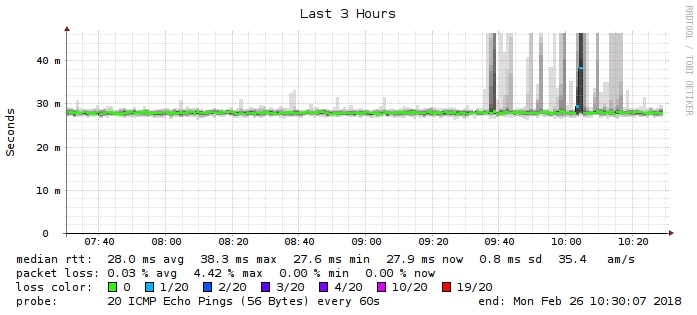 Last 3 Hours
RRDTOOL / TOBI OETIKER
Seconds
40 m
30 m
20 m
10 m
0
07:40 08:00 08:20 08:40 09:00 09:20 09:40 10:00 10:20
median rtt: 28.0 ms avg 38.3 ms max 27.6 ms min 27.9 ms now 0.8 ms sd 35.4 am/s
packet loss: 0.03 % avg 4.42 % max 0.00 % min 0.00 % now
loss color: 0 1/20 2/20 3/20 4/20 10/20 19/20
probe: 20 ICMP Echo Pings (56 Bytes) every 60s end: Mon Feb 26 10:30:07 2018